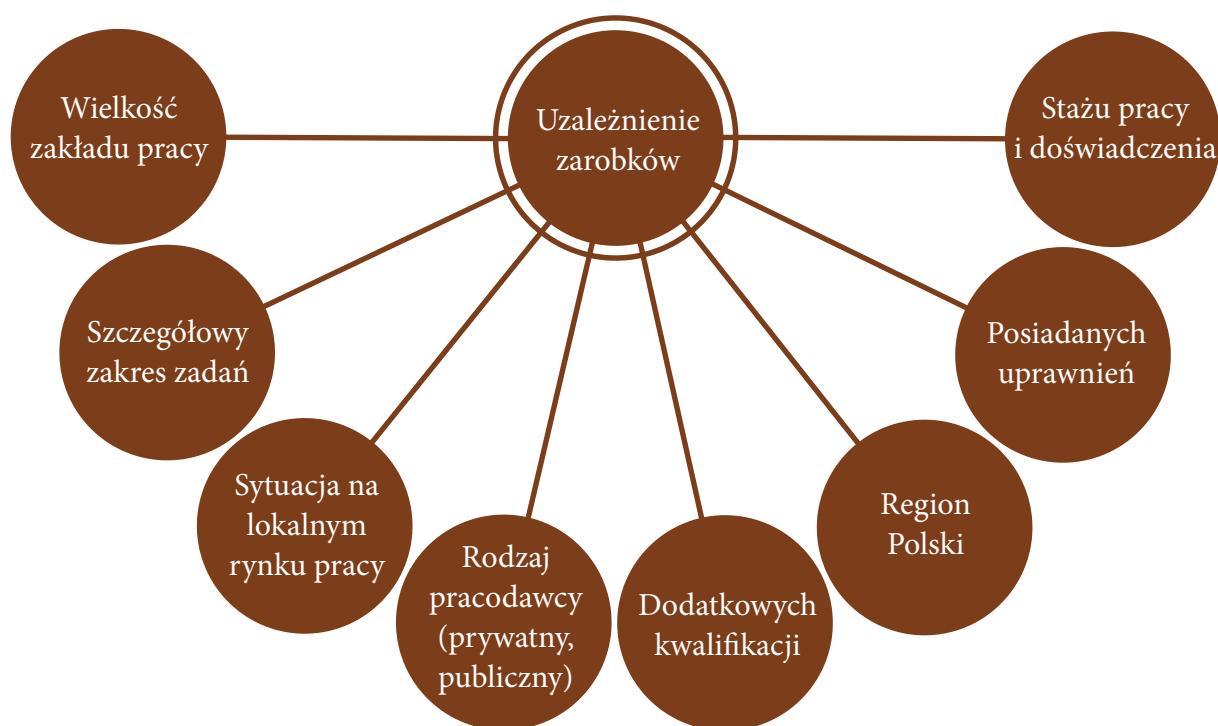 Uzależnienie
zarobków
Wielkość
zakładu pracy
Szczegółowy
zakres zadań
Sytuacja na
lokalnym
rynku pracy
Rodzaj
pracodawcy
(prywatny,
publiczny)
Dodatkowych
kwalifikacji
Region
Polski
Posiadanych
uprawnień
Stażu pracy
i doświadczenia